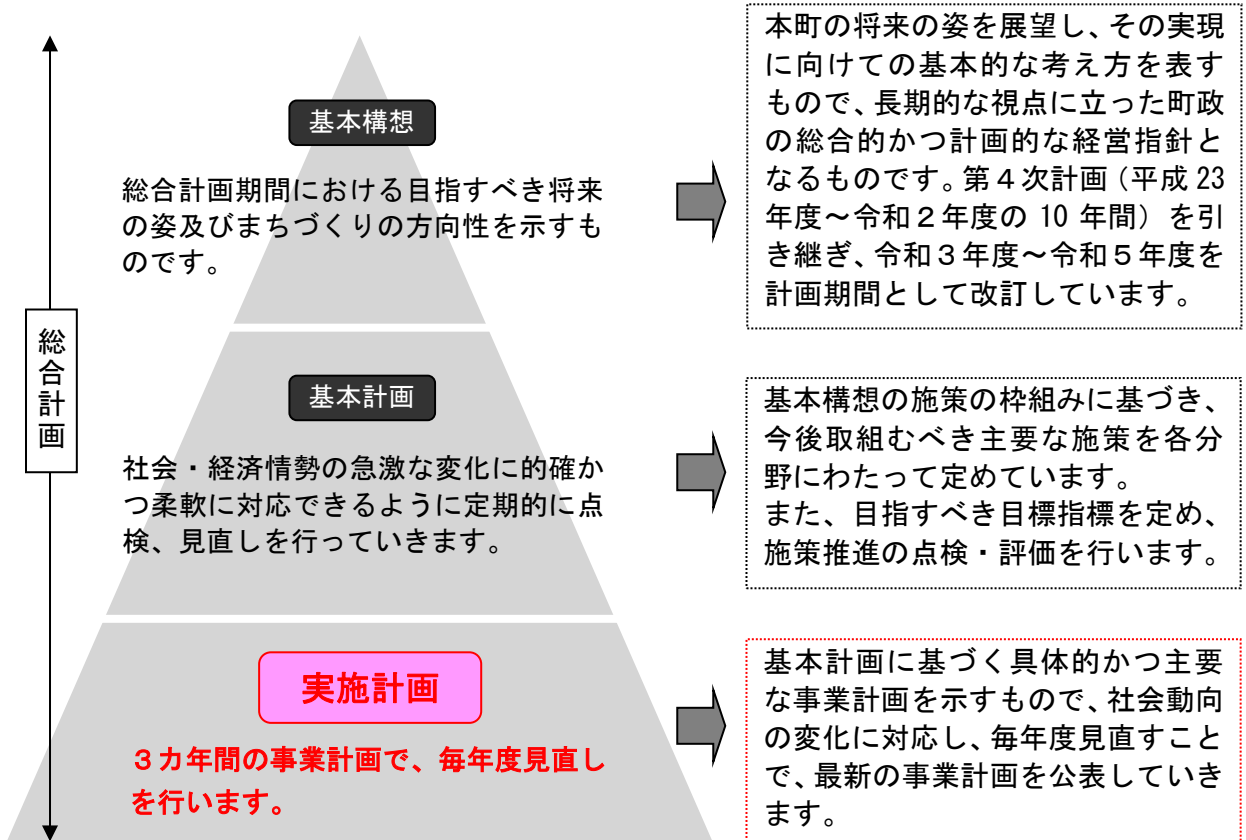 総合計画
基本構想
総合計画期間における目指すべき将来
の姿及びまちづくりの方向性を示すも
のです。
本町の将来の姿を展望し、その実現
に向けての基本的な考え方を表す
もので、長期的な視点に立った町政
の総合的かつ計画的な経営指針と
なるものです。第４次計画（平成 23
年度～令和２年度の 10 年間）を引
き継ぎ、令和３年度～令和５年度を
計画期間として改訂しています。
基本計画
社会・経済情勢の急激な変化に的確か
つ柔軟に対応できるように定期的に点
検、見直しを行っていきます。
基本構想の施策の枠組みに基づき、
今後取組むべき主要な施策を各分
野にわたって定めています。
また、目指すべき目標指標を定め、
施策推進の点検・評価を行います。
実施計画
３カ年間の事業計画で、毎年度見直し
を行います。
基本計画に基づく具体的かつ主要
な事業計画を示すもので、社会動向
の変化に対応し、毎年度見直すこと
で、最新の事業計画を公表していき
ます。